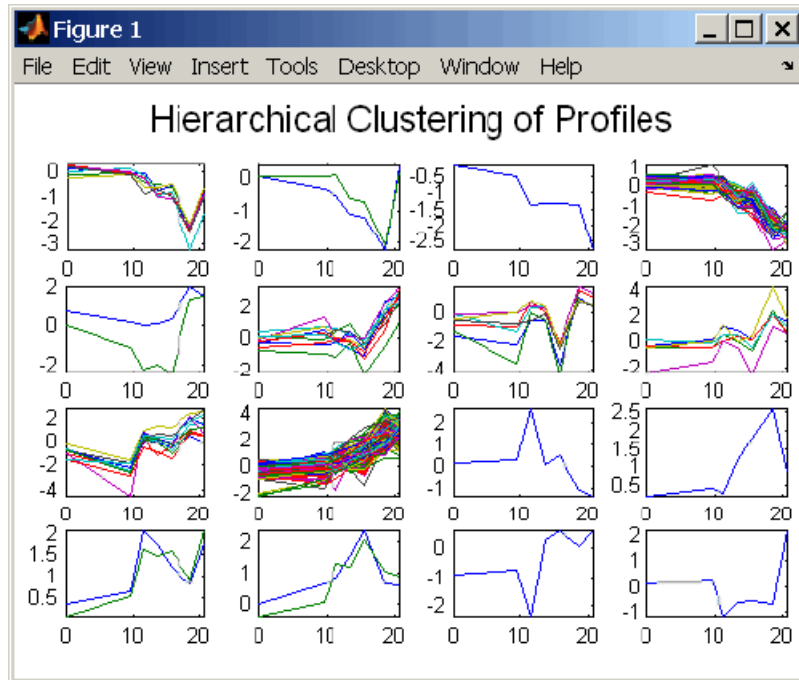 Figure 1
File Edit View Insert Tools Desktop Window Help
Hierarchical Clustering of Profiles
0 -1 -2 -3 0 10 20
0 -1 -2 0 10 20
-0.5 -1 -1.5 -2 -2.5 0 10 20
1 0 -1 -2 -3 0 10 20
2 0 -2 0 10 20
2 0 -2 0 10 20
0 -2 -4 0 10 20
4 2 0 -2 0 10 20
2 0 -2 -4 0 10 20
4 2 0 -2 0 10 20
2 1 0 -1 0 10 20
2.5 2 1.5 1 0.5 0 10 20
2 1.5 1 0.5 0 10 20
2 1 0 0 10 20
0 -1 -2 0 10 20
2 1 0 -1 0 10 20